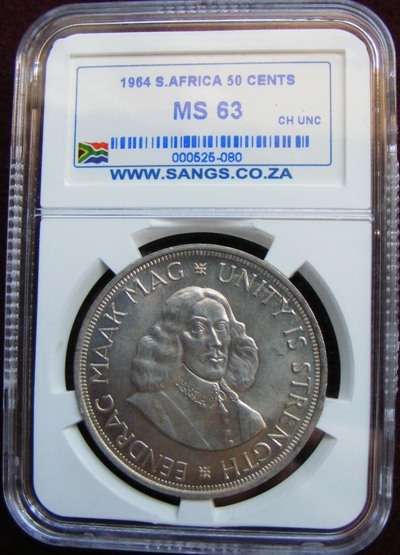 1964 S.AFRICA 50 CENTS
MS 63
CH UNC
000525-080
WWW.SANGS.CO.ZA
EENDRAG MAAK MAG
UNITY IS STRENGTH